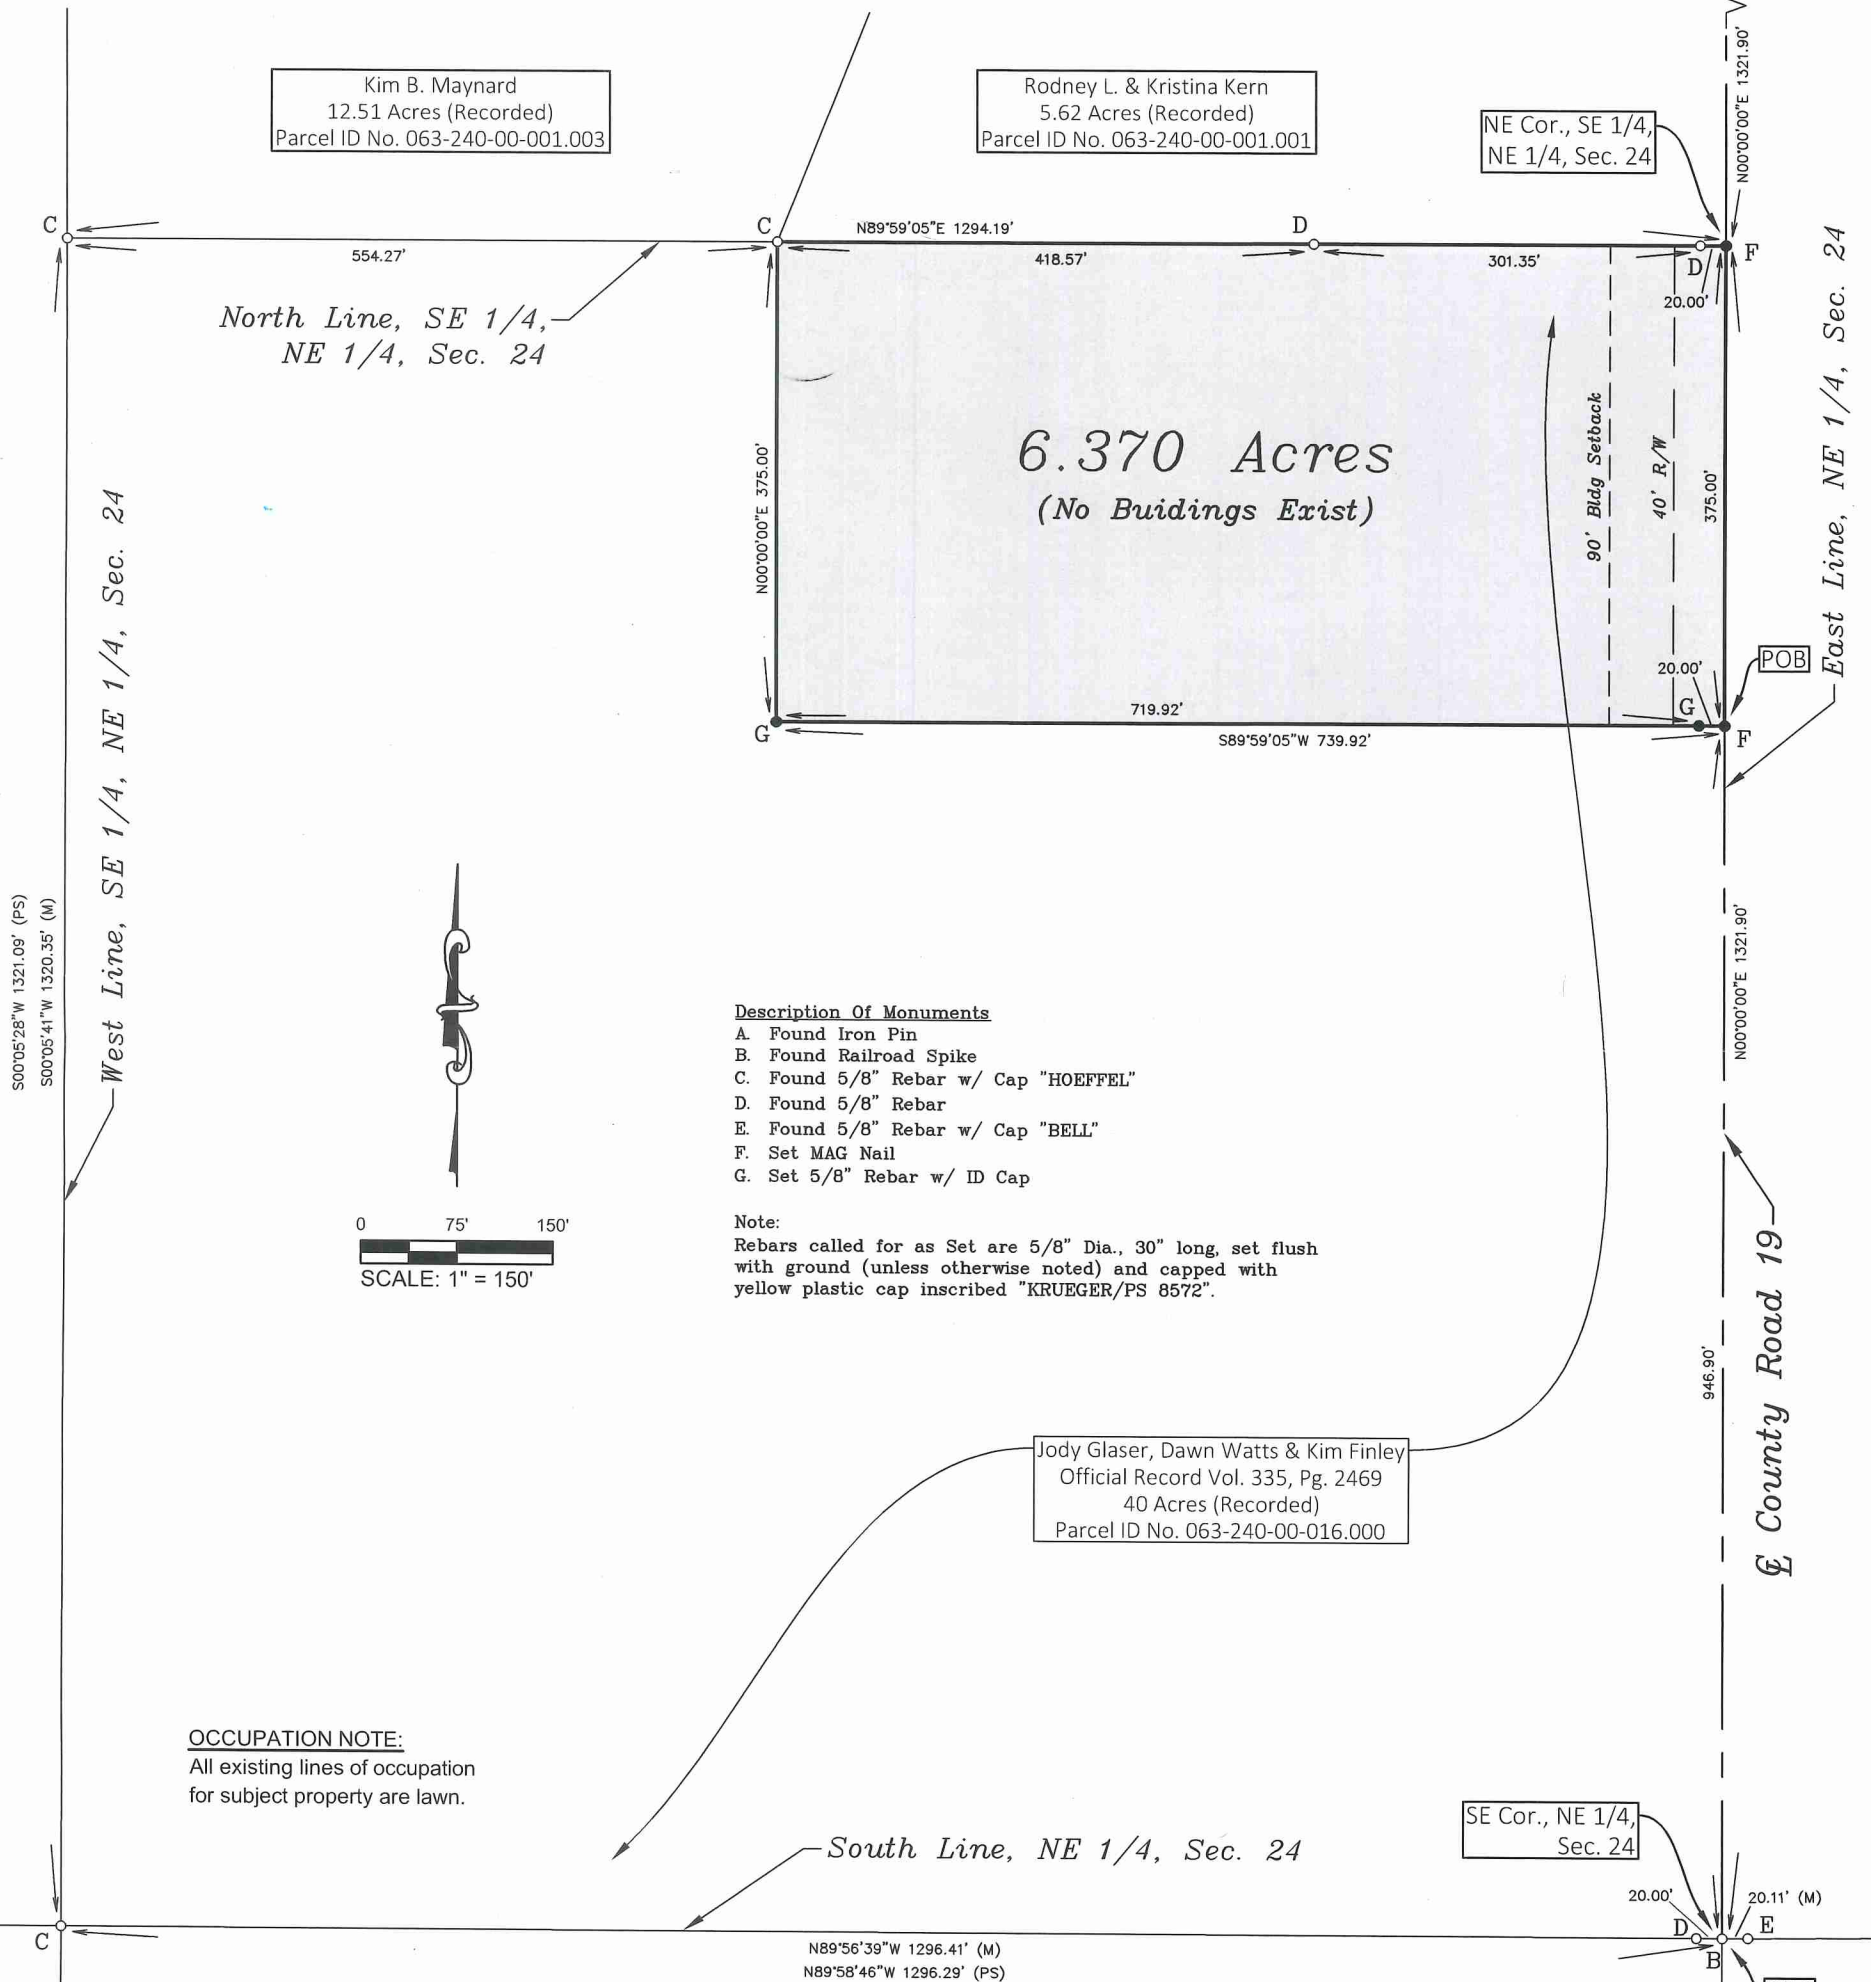 Kim B. Maynard
12.51 Acres (Recorded)
Parcel ID No. 063-240-00-001.003
Rodney L. & Kristina Kern
5.62 Acres (Recorded)
Parcel ID No. 063-240-00-001.001
NE Cor., SE 1/4,
NE 1/4, Sec. 24
N00°00'00"E 1321.90'
C
C
N89°59'05"E 1294.19'
D
F
554.27'
418.57'
301.35'
D
20.00'
North Line, SE 1/4,
NE 1/4, Sec. 24
East Line, NE 1/4, Sec. 24
N00°00'00"E 375.00'
6.370 Acres
(No Buidings Exist)
90' Bldg Setback
40' R/W
375.00'
West Line, SE 1/4, NE 1/4, Sec. 24
POB
20.00'
G
719.92'
G
F
S89°59'05"W 739.92'
S00°05'28"W 1321.09' (PS)
S00°05'41"W 1320.35' (M)
N00°00'00"E 1321.90'
Description Of Monuments
A. Found Iron Pin
B. Found Railroad Spike
C. Found 5/8" Rebar w/ Cap "HOEFFEL"
D. Found 5/8" Rebar
E. Found 5/8" Rebar w/ Cap "BELL"
F. Set MAG Nail
G. Set 5/8" Rebar w/ ID Cap
0 75' 150'
SCALE: 1" = 150'
Note:
Rebars called for as Set are 5/8" Dia., 30" long, set flush
with ground (unless otherwise noted) and capped with
yellow plastic cap inscribed "KRUEGER/PS 8572".
℄ County Road 19
946.90'
Jody Glaser, Dawn Watts & Kim Finley
Official Record Vol. 335, Pg. 2469
40 Acres (Recorded)
Parcel ID No. 063-240-00-016.000
OCCUPATION NOTE:
All existing lines of occupation
for subject property are lawn.
SE Cor., NE 1/4,
Sec. 24
South Line, NE 1/4, Sec. 24
20.00'
20.11' (M)
D
E
C
B
N89°56'39"W 1296.41' (M)
N89°58'46"W 1296.29' (PS)